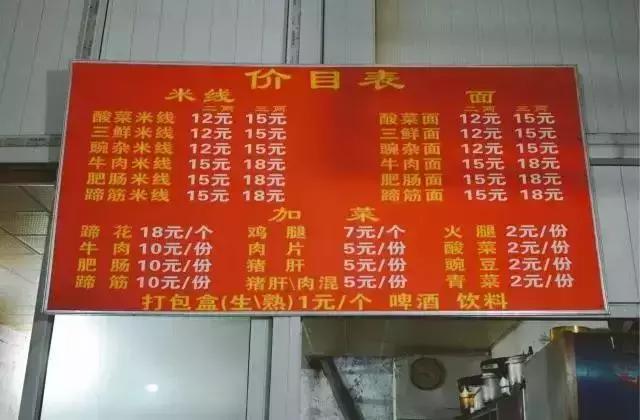 价目表
米线 面
二两 三两 二两 三两
酸菜米线 12元 15元 酸菜面 12元 15元
三鲜米线 12元 15元 三鲜面 12元 15元
豌杂米线 12元 15元 豌杂面 12元 15元
牛肉米线 15元 18元 牛肉面 15元 18元
肥肠米线 15元 18元 肥肠面 15元 18元
蹄筋米线 15元 18元 蹄筋面 15元 18元
加菜
蹄花 18元/个 鸡腿 7元/个 火腿 2元/份
牛肉 10元/份 肉片 5元/份 酸菜 2元/份
肥肠 10元/份 猪肝 5元/份 豌豆 2元/份
蹄筋 10元/份 猪肝\肉混 5元/份 青菜 2元/份
打包盒(生\熟)1元/个 啤酒 饮料